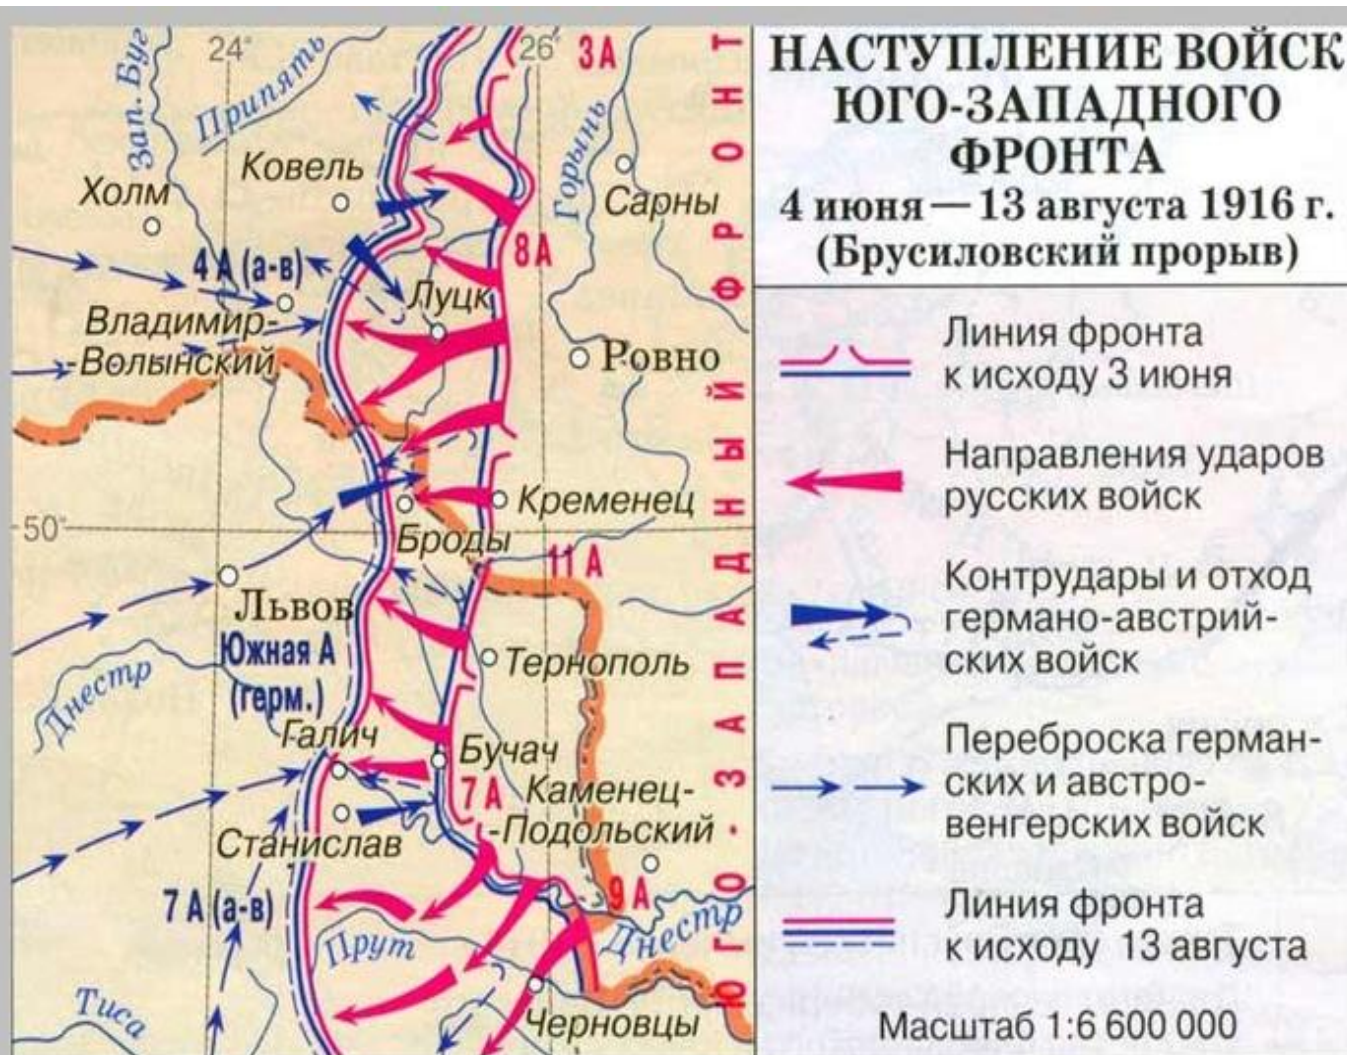 24°
26°
3А
Зап. Буг
Припять
Ковель
Горынь
Холм
Сарны
4 А (а-в)
8А
Луцк
Владимир-
-Волынский
Ровно
50°
Кременец
Броды
11 А
Львов
Южная А
(герм.)
Тернополь
Днестр
Галич
Бучач
7 А
Каменец-
-Подольский
Станислав
7 А (а-в)
9 А
Днестр
Прут
Тиса
Черновцы
ЮГО-ЗАПАДНЫЙ ФРОНТ
НАСТУПЛЕНИЕ ВОЙСК
ЮГО-ЗАПАДНОГО
ФРОНТА
4 июня — 13 августа 1916 г.
(Брусиловский прорыв)
Линия фронта
к исходу 3 июня
Направления ударов
русских войск
Контрудары и отход
германо-австрий-
ских войск
Переброска герман-
ских и австро-
венгерских войск
Линия фронта
к исходу 13 августа
Масштаб 1:6 600 000